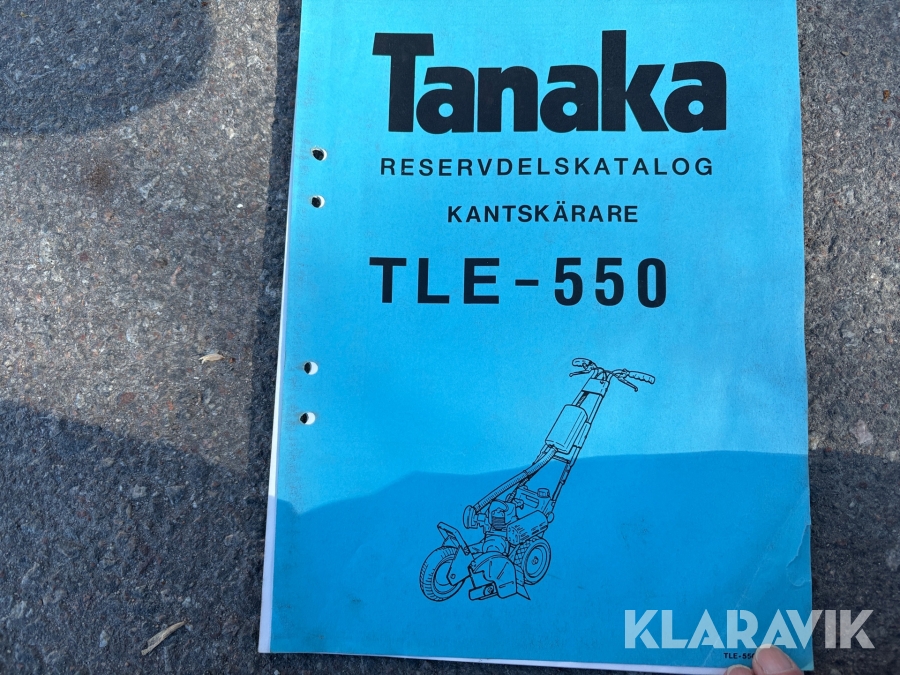 Tanaka
RESERVDELSKATALOG
KANTSKÄRARE
TLE-550
KLARAVIK